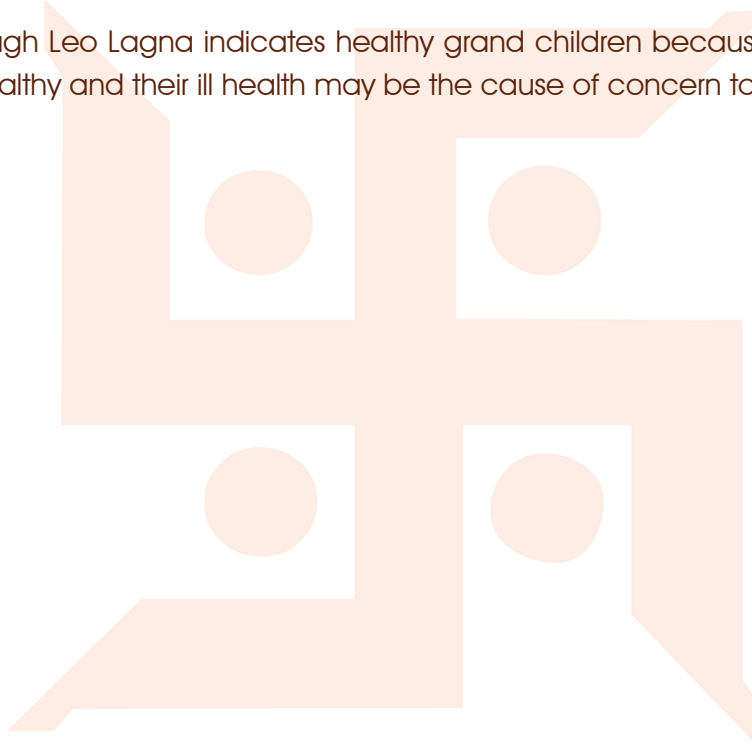 ugh Leo Lagna indicates healthy grand children becaus
althy and their ill health may be the cause of concern to